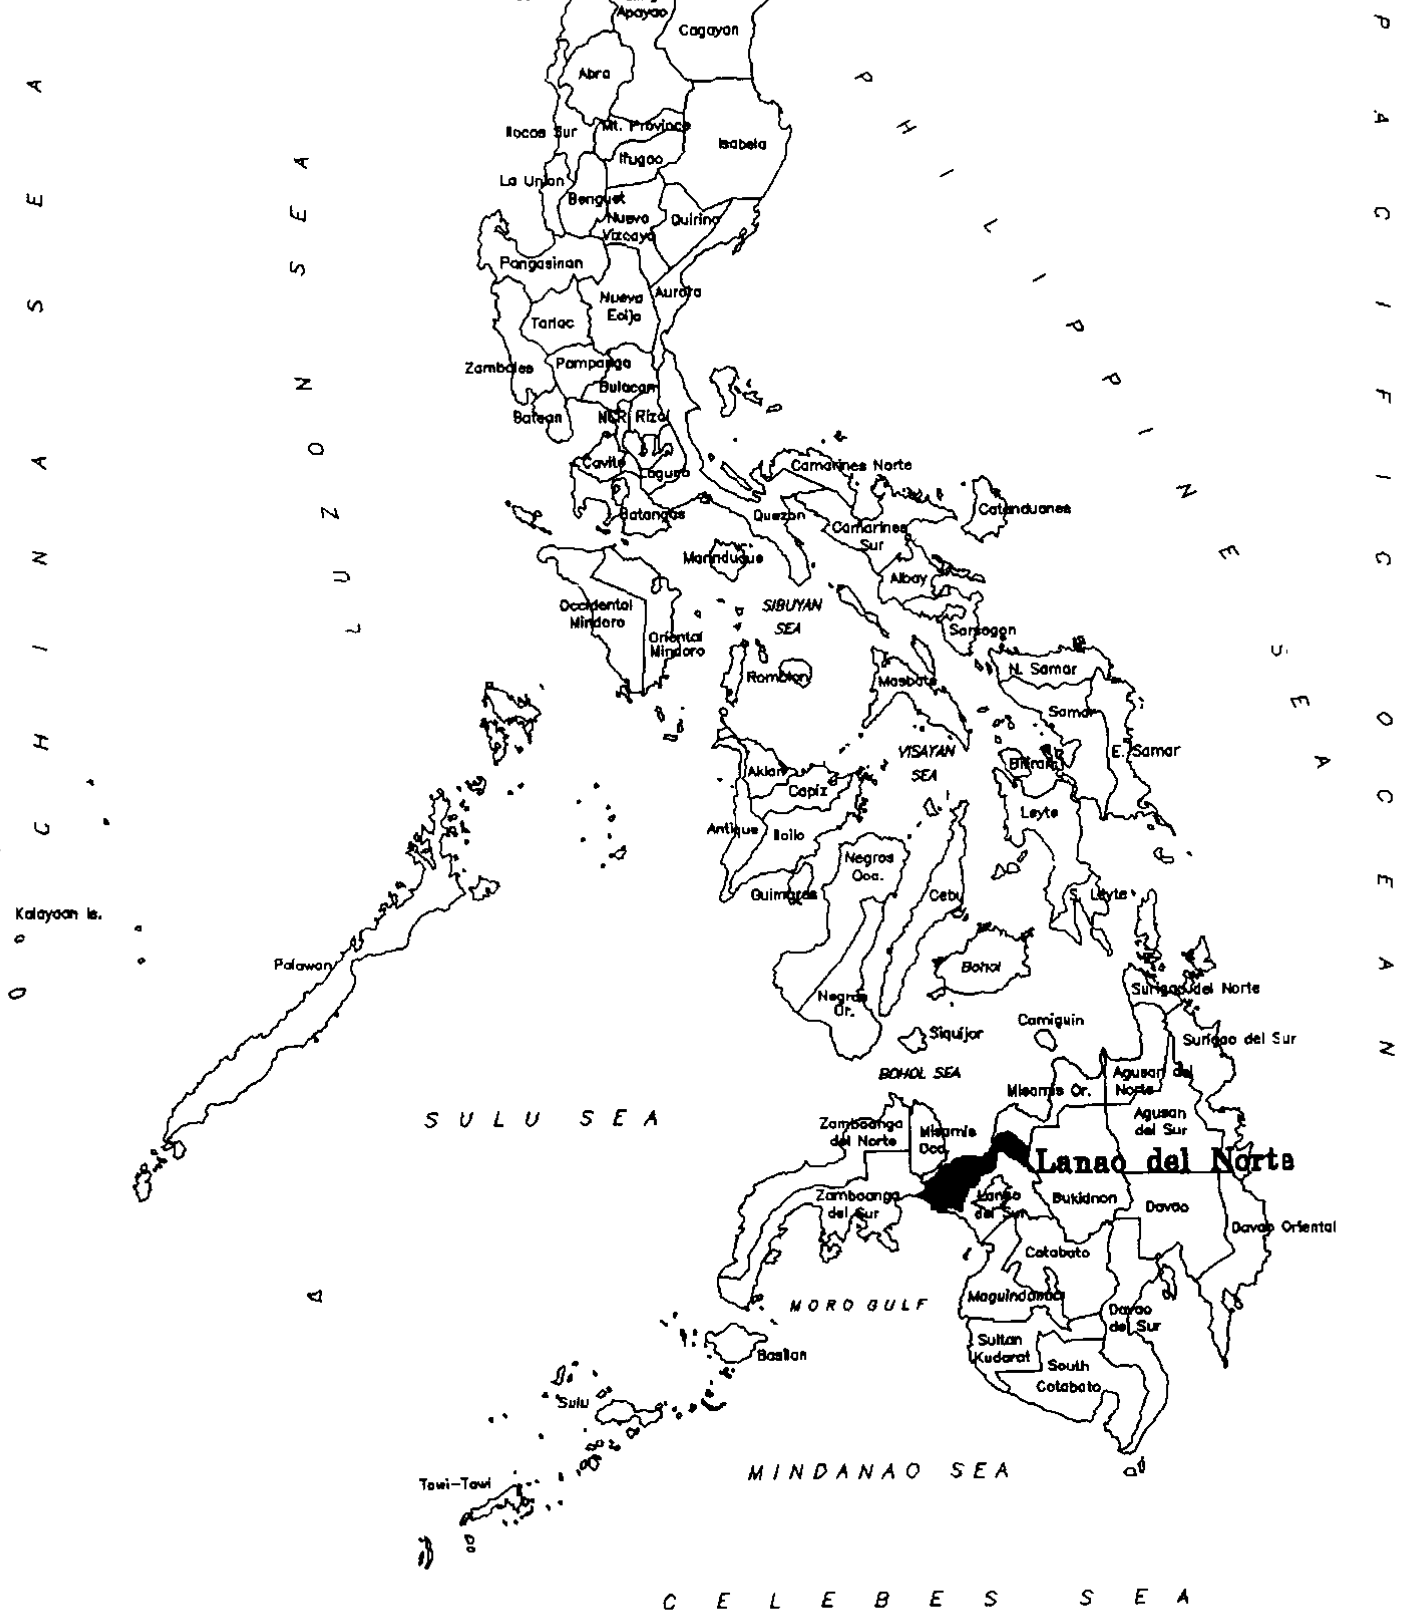 Apayao
Cagayan
Abra
Ilocos Sur
Mt. Province
Isabela
Ifugao
La Union
Benguet
Nueva
Vizcaya
Quirino
Pangasinan
Aurora
Nueva
Ecija
Tarlac
Zambales
Pampanga
Bulacan
Bataan
NCR
Rizal
Cavite
Laguna
Camarines Norte
Batangas
Quezon
Catanduanes
Camarines
Sur
Marinduque
Albay
Occidental
Mindoro
SIBUYAN
SEA
Oriental
Mindoro
Sorsogon
Romblon
Masbate
N. Samar
Samar
E. Samar
VISAYAN
SEA
Biliran
Aklan
Capiz
Leyte
Antique
Iloilo
Negros
Occ.
Guimaras
Cebu
S. Leyte
Kalayaan Is.
Palawan
Bohol
Negros
Or.
Surigao del Norte
Siquijor
Camiguin
Surigao del Sur
BOHOL SEA
Agusan del
Norte
Misamis Or.
SULU SEA
Zamboanga
del Norte
Misamis
Occ.
Agusan
del Sur
Lanao del Norte
Zamboanga
del Sur
Lanao
del Sur
Bukidnon
Davao
Davao Oriental
Cotabato
Maguindanao
MORO GULF
Davao
del Sur
Sultan
Kudarat
South
Cotabato
Basilan
Sulu
MINDANAO SEA
Tawi-Tawi
CELEBES SEA
CHINA SEA
LUZON SEA
PHILIPPINE SEA
PACIFIC OCEAN